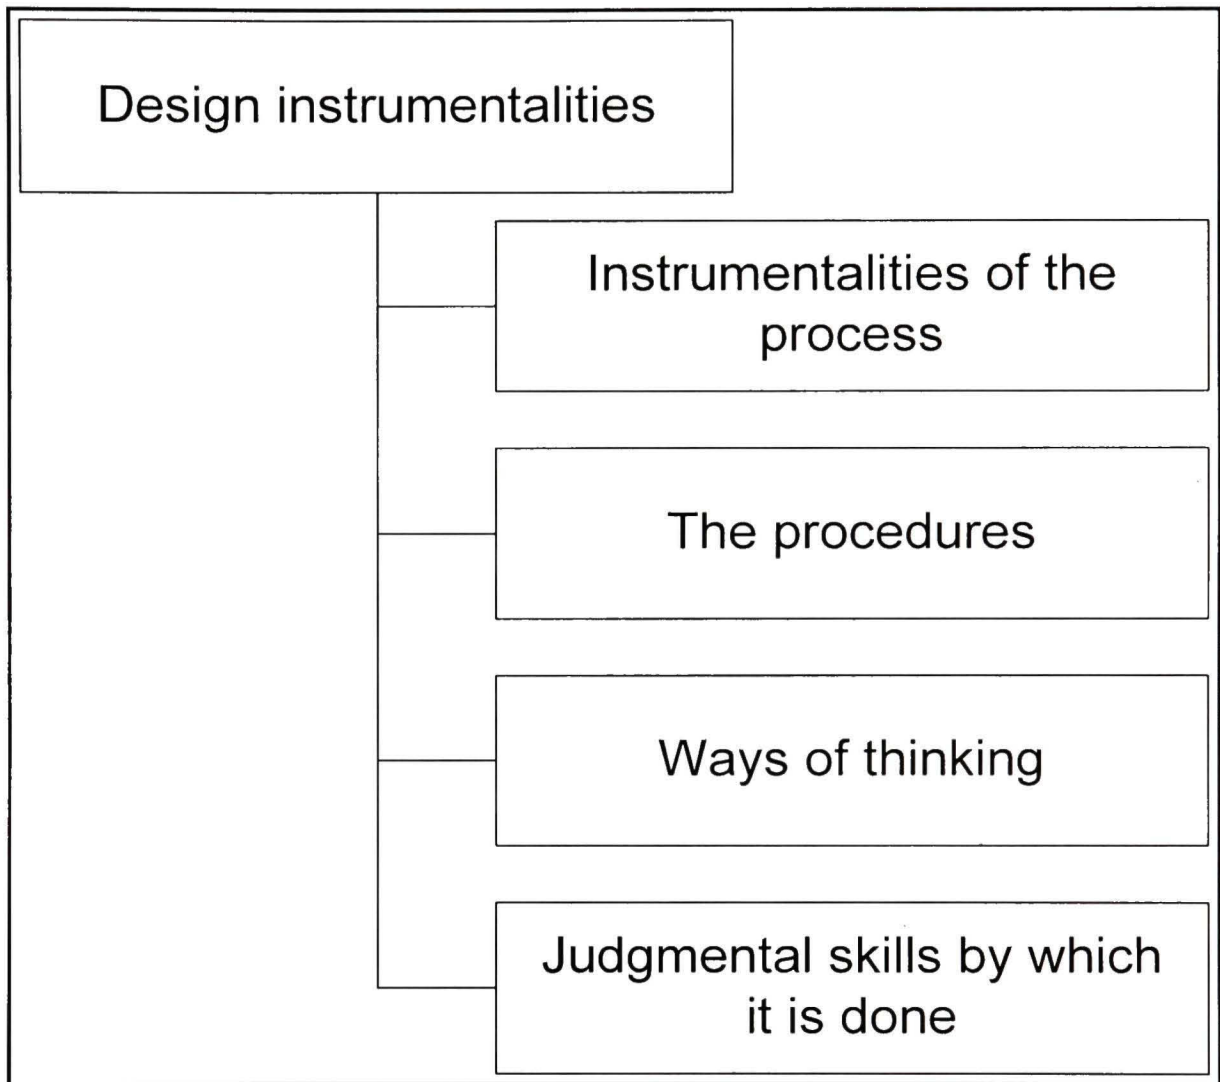 Design instrumentalities
Instrumentalities of the
process
The procedures
Ways of thinking
Judgmental skills by which
it is done